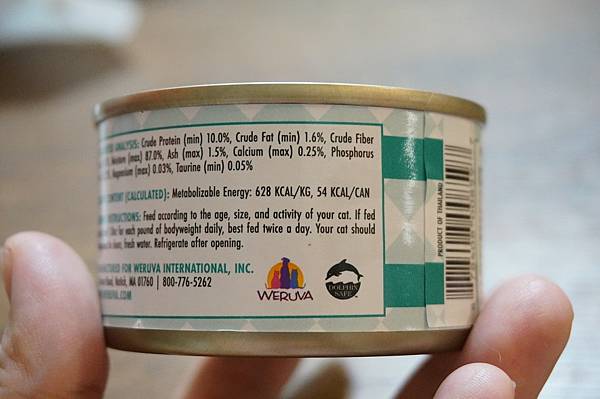 ANALYSIS: Crude Protein (min) 10.0%, Crude Fat (min) 1.6%, Crude Fiber
Moisture (max) 87.0%, Ash (max) 1.5%, Calcium (max) 0.25%, Phosphorus
Magnesium (max) 0.03%, Taurine (min) 0.05%
CONTENT (CALCULATED): Metabolizable Energy: 628 KCAL/KG, 54 KCAL/CAN
INSTRUCTIONS: Feed according to the age, size, and activity of your cat. If fed
for each pound of bodyweight daily, best fed twice a day. Your cat should
clean, fresh water. Refrigerate after opening.
FOR WERUVA INTERNATIONAL, INC.
Road, Natick, MA 01760 | 800-776-5262
.COM
WERUVA
DOLPHIN
SAFE
PRODUCT OF THAILAND